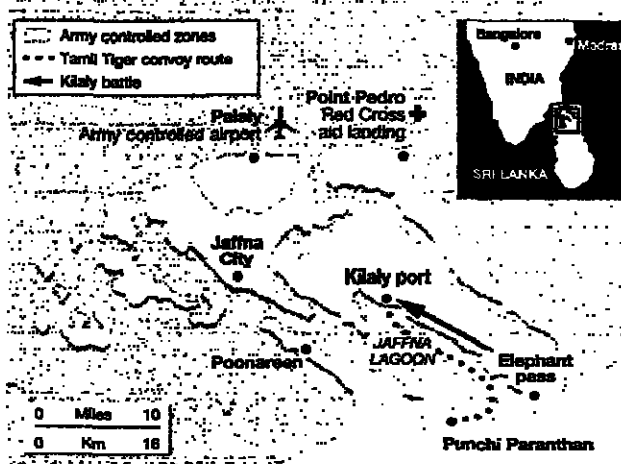 Army controlled zones
Tamil Tiger convoy route
Kilaly battle
Bangalore
Madras
INDIA
SRI LANKA
Palaly
Army controlled airport
Point Pedro
Red Cross
aid landing
Jaffna
City
Kilaly port
JAFFNA
LAGOON
Poonareen
Elephant
pass
Punchi Paranthan
0 Miles 10
0 Km 16